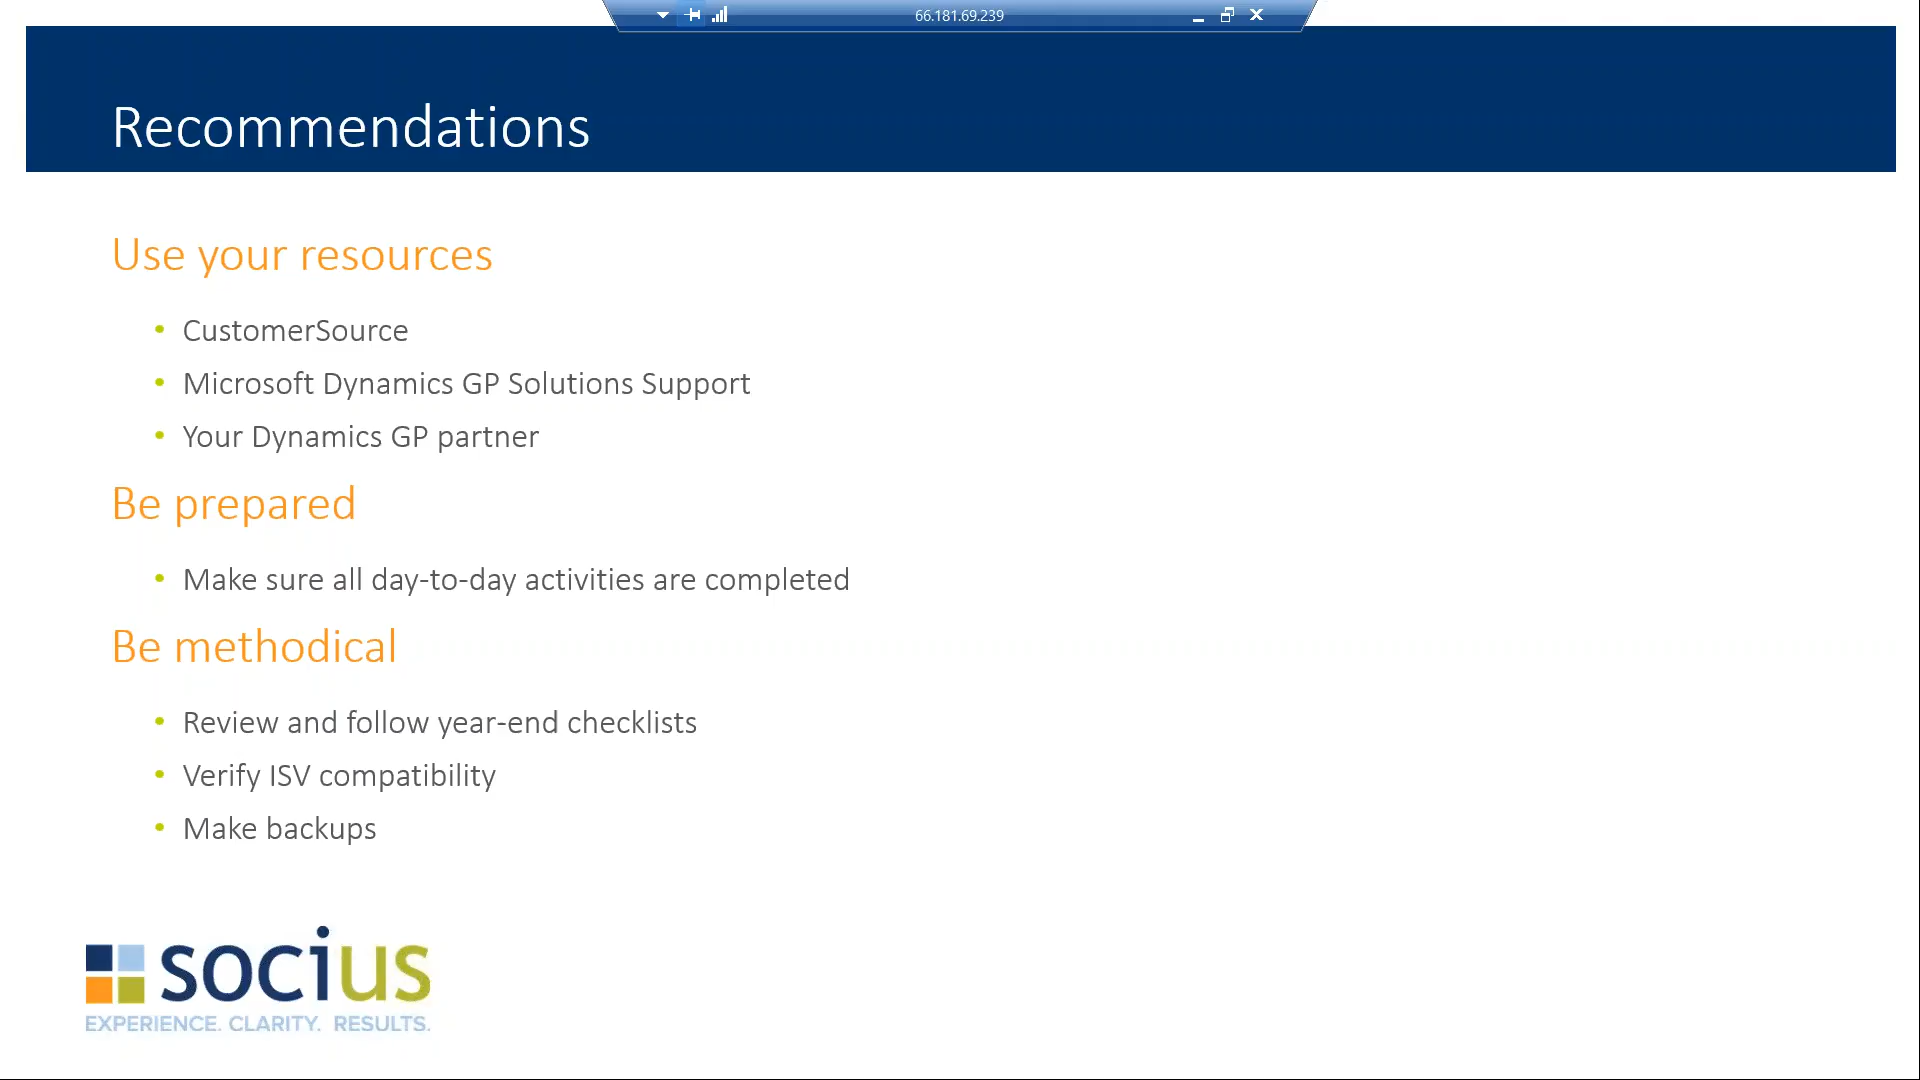 66.181.69.239
Recommendations
Use your resources
• CustomerSource
• Microsoft Dynamics GP Solutions Support
• Your Dynamics GP partner
Be prepared
• Make sure all day-to-day activities are completed
Be methodical
• Review and follow year-end checklists
• Verify ISV compatibility
• Make backups
socius
EXPERIENCE. CLARITY. RESULTS.